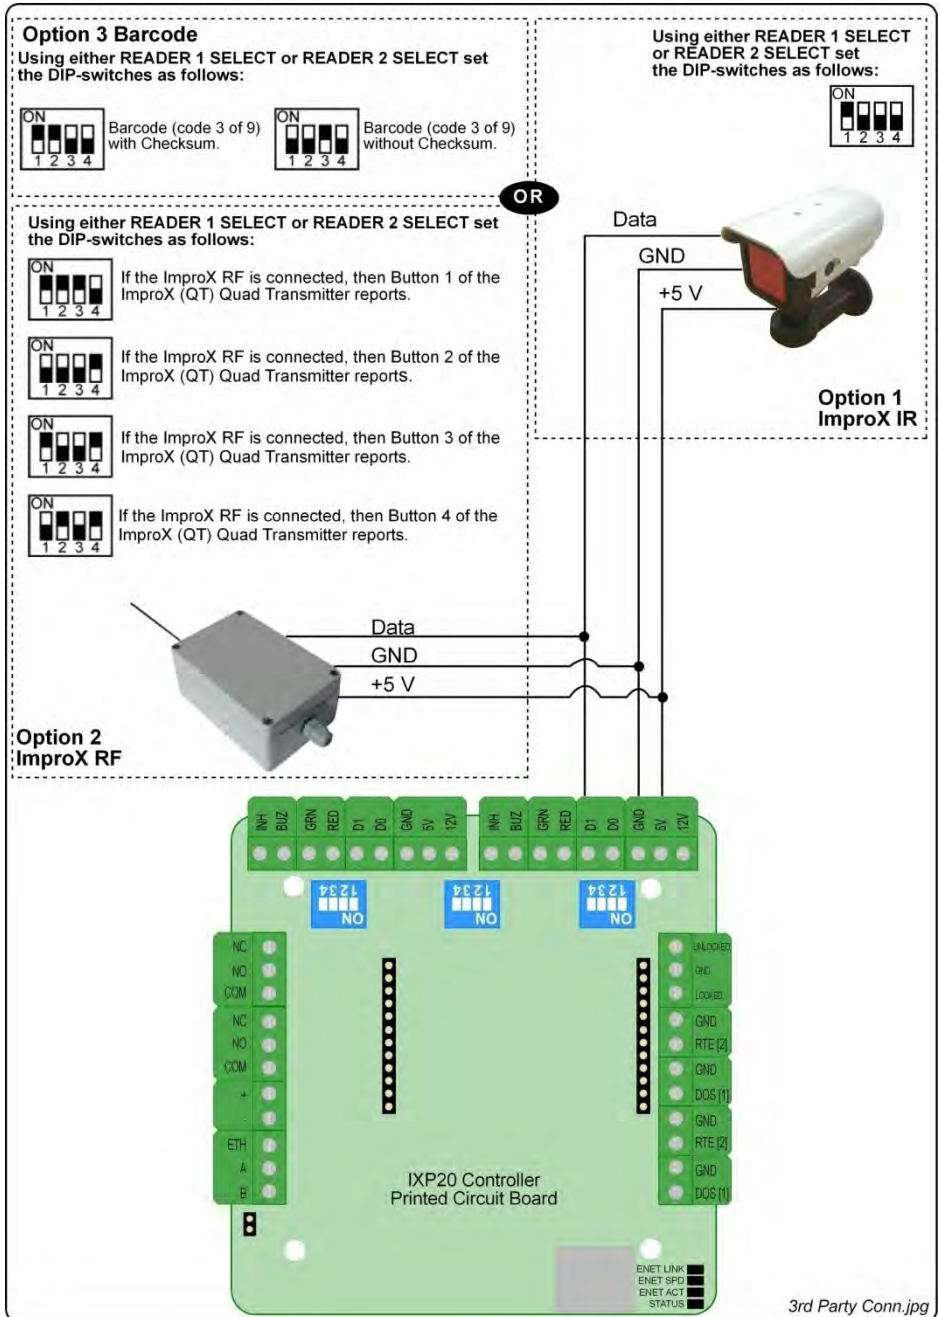 Option 3 Barcode
Using either READER 1 SELECT or READER 2 SELECT set
the DIP-switches as follows:
ON
1 2 3 4
Barcode (code 3 of 9)
with Checksum.
ON
1 2 3 4
Barcode (code 3 of 9)
without Checksum.
Using either READER 1 SELECT
or READER 2 SELECT set
the DIP-switches as follows:
ON
1 2 3 4
OR
Data
GND
+5 V
Option 1
ImproX IR
Using either READER 1 SELECT or READER 2 SELECT set
the DIP-switches as follows:
ON
1 2 3 4
If the ImproX RF is connected, then Button 1 of the
ImproX (QT) Quad Transmitter reports.
ON
1 2 3 4
If the ImproX RF is connected, then Button 2 of the
ImproX (QT) Quad Transmitter reports.
ON
1 2 3 4
If the ImproX RF is connected, then Button 3 of the
ImproX (QT) Quad Transmitter reports.
ON
1 2 3 4
If the ImproX RF is connected, then Button 4 of the
ImproX (QT) Quad Transmitter reports.
Data
GND
+5 V
Option 2
ImproX RF
INH BUZ GRN RED D1 D0 GND 5V 12V
INH BUZ GRN RED D1 D0 GND 5V 12V
1234
ON
1234
ON
1234
ON
NC
NO
COM
NC
NO
COM
+
-
ETH
A
B
UNLOCKED
GND
LOCKED
GND
RTE [2]
GND
DOS [1]
GND
RTE [2]
GND
DOS [1]
IXP20 Controller
Printed Circuit Board
ENET LINK
ENET SPD
ENET ACT
STATUS
3rd Party Conn.jpg